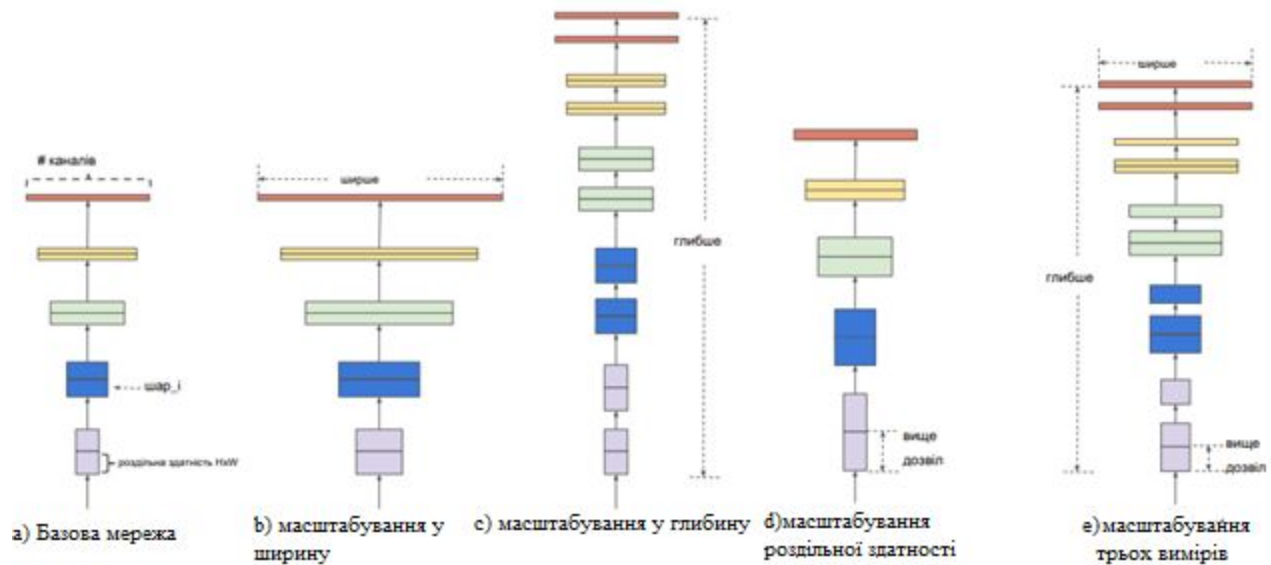 # каналів
шар_i
роздільна здатність HxW
а) Базова мережа
ширше
b) масштабування у
ширину
глибше
c) масштабування у глибину
вище
дозвіл
d)масштабування
роздільної здатності
ширше
глибше
вище
дозвіл
e)масштабування
трьох вимірів